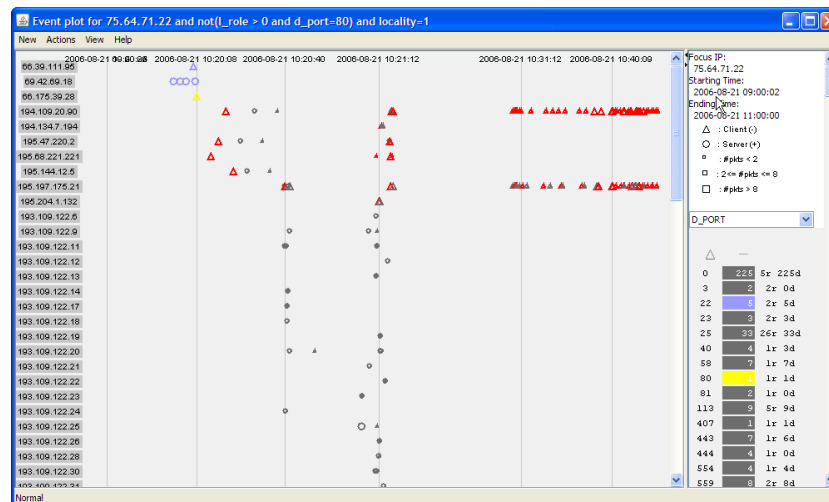 Event plot for 75.64.71.22 and not(l_role > 0 and d_port=80) and locality=1
New Actions View Help
2006-08-21 2006-08-21 10:20:08 2006-08-21 10:20:40 2006-08-21 10:21:12 2006-08-21 10:31:12 2006-08-21 10:40:09
66.39.111.95
69.42.69.18
66.175.39.28
194.109.20.90
194.134.7.194
195.47.220.2
195.68.221.221
195.144.12.5
195.197.175.21
195.204.1.132
193.109.122.6
193.109.122.9
193.109.122.11
193.109.122.12
193.109.122.13
193.109.122.14
193.109.122.17
193.109.122.18
193.109.122.19
193.109.122.20
193.109.122.21
193.109.122.22
193.109.122.23
193.109.122.24
193.109.122.25
193.109.122.26
193.109.122.28
193.109.122.30
193.109.122.31
Normal
Focus IP:
75.64.71.22
Starting Time:
2006-08-21 09:00:02
Ending Time:
2006-08-21 11:00:00
: Client(-)
: Server(+)
: #pkts < 2
: 2<= #pkts <= 8
: #pkts > 8
D_PORT
0 225 5r 225d
3 2 2r 0d
22 5 2r 5d
23 3 2r 3d
25 33 26r 33d
40 4 1r 3d
58 7 1r 7d
80 1 1r 1d
81 2 1r 0d
113 9 5r 9d
407 1 1r 1d
443 7 1r 6d
444 4 1r 0d
554 4 1r 4d
559 8 2r 8d